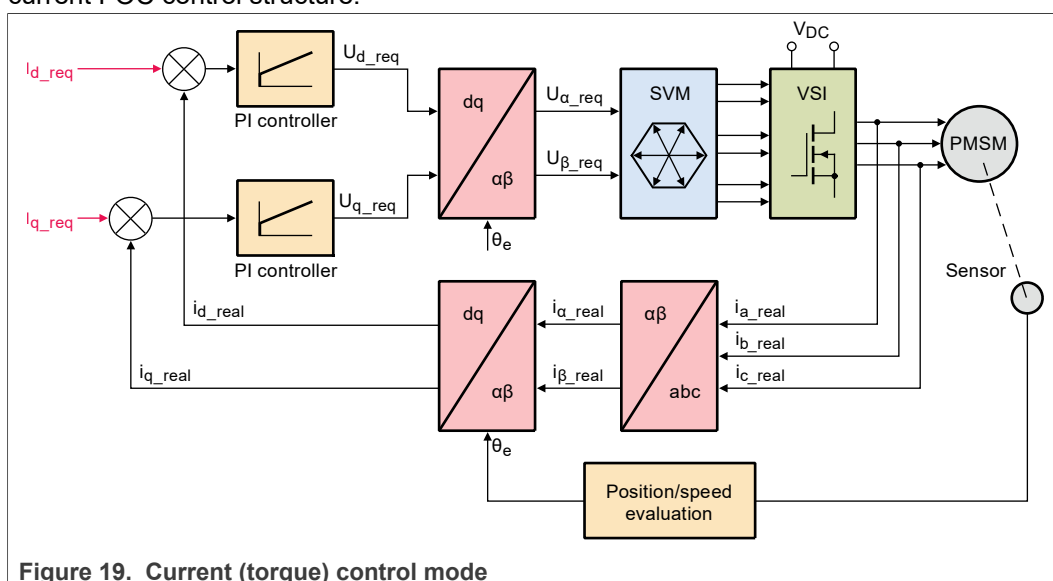 current FOC control structure.
V_DC
I_d_req
U_d_req
PI controller
dq
αβ
U_α_req
U_β_req
SVM
VSI
PMSM
I_q_req
U_q_req
PI controller
θ_e
Sensor
i_d_real
dq
αβ
i_α_real
αβ
abc
i_a_real
i_b_real
i_q_real
i_β_real
i_c_real
θ_e
Position/speed
evaluation
Figure 19. Current (torque) control mode